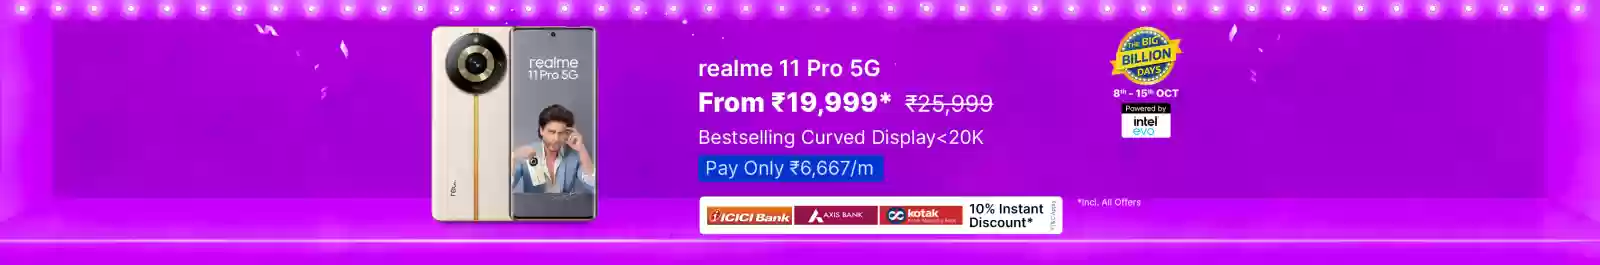 realme
11 Pro 5G
realme 11 Pro 5G
From ₹19,999* ₹25,999
Bestselling Curved Display<20K
Pay Only ₹6,667/m
ICICI Bank AXIS BANK kotak 10% Instant
Discount*
*Incl. All Offers
THE BIG
BILLION
DAYS
8th - 15th OCT
Powered by
intel
evo